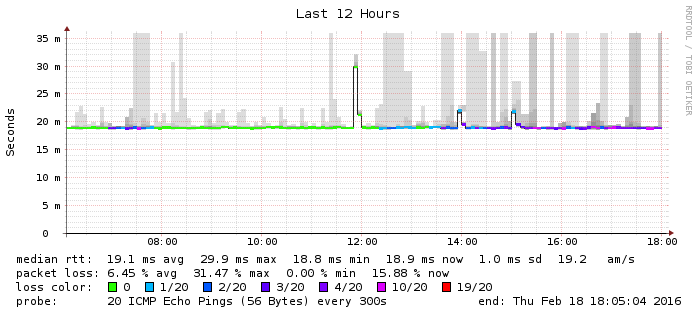 Last 12 Hours
RRDTOOL / TOBI OETIKER
Seconds
35 m
30 m
25 m
20 m
15 m
10 m
5 m
0
08:00 10:00 12:00 14:00 16:00 18:00
median rtt: 19.1 ms avg 29.9 ms max 18.8 ms min 18.9 ms now 1.0 ms sd 19.2 am/s
packet loss: 6.45 % avg 31.47 % max 0.00 % min 15.88 % now
loss color: 0 1/20 2/20 3/20 4/20 10/20 19/20
probe: 20 ICMP Echo Pings (56 Bytes) every 300s end: Thu Feb 18 18:05:04 2016